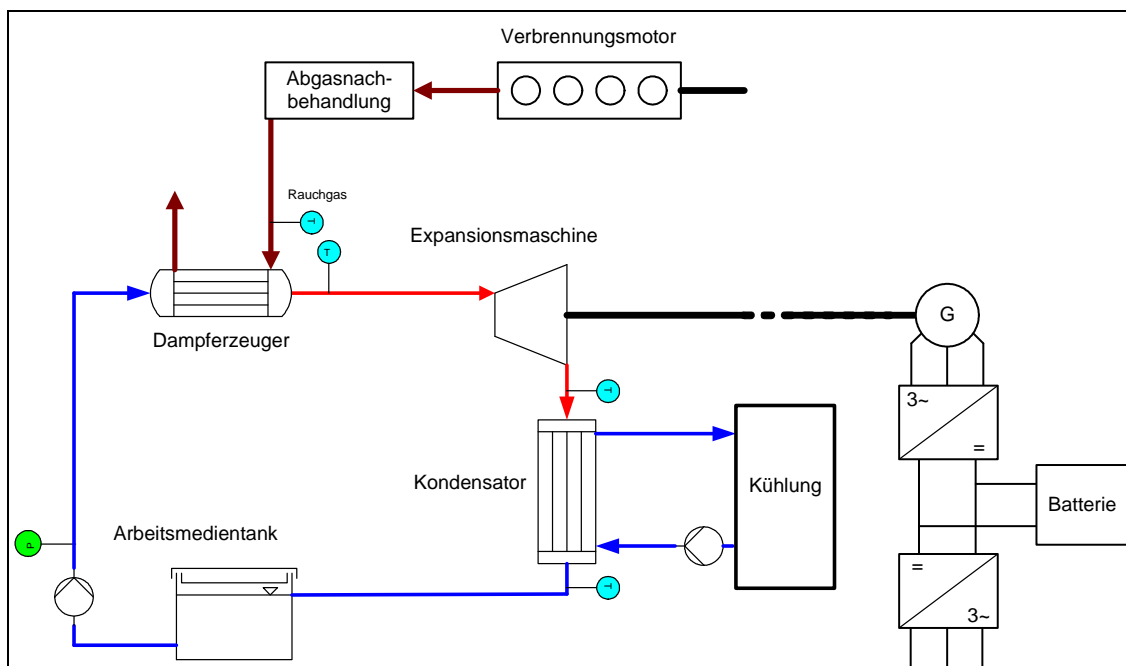 Verbrennungsmotor
Abgasnach-
behandlung
Rauchgas
T
T
Expansionsmaschine
Dampferzeuger
G
3~
=
T
Kondensator
Kühlung
Batterie
Arbeitsmedientank
P
T
=
3~